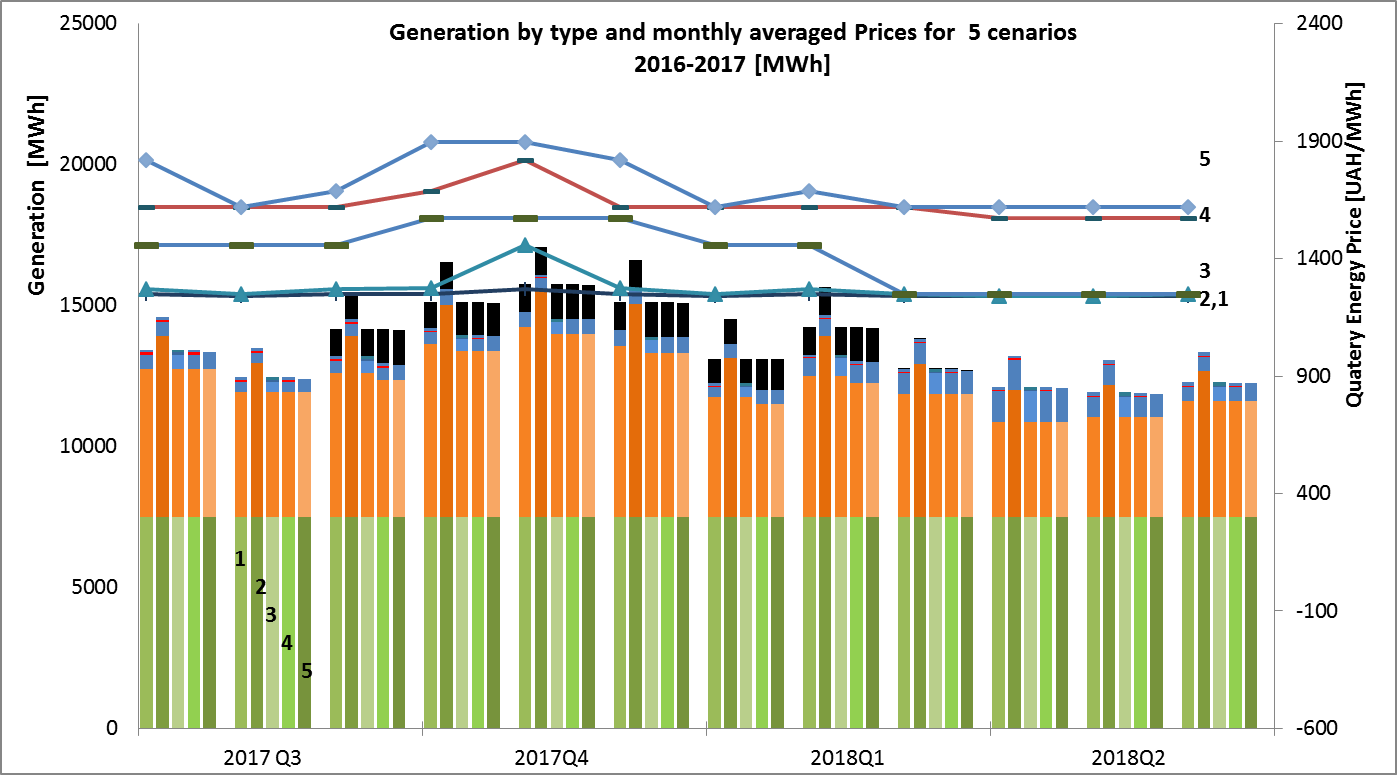 Generation by type and monthly averaged Prices for 5 cenarios
2016-2017 [MWh]
Generation [MWh]
25000
20000
15000
10000
5000
0
Quatery Energy Price [UAH/MWh]
2400
1900
1400
900
400
-100
-600
5
4
3
2,1
1
2
3
4
5
2017 Q3
2017Q4
2018Q1
2018Q2